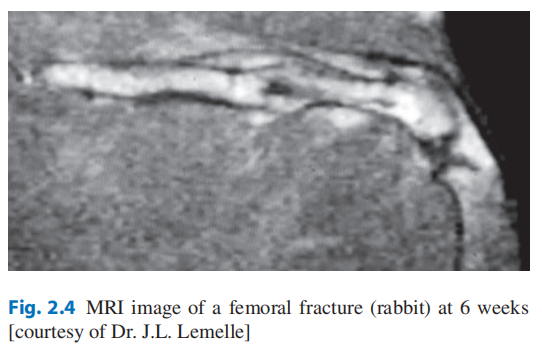 Fig. 2.4 MRI image of a femoral fracture (rabbit) at 6 weeks
[courtesy of Dr. J.L. Lemelle]